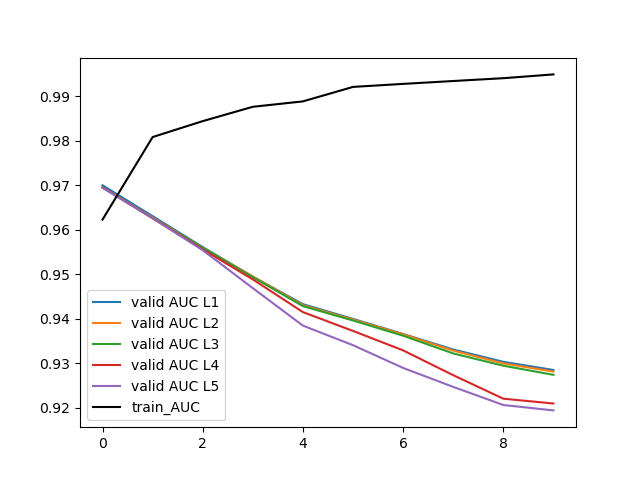 0.99
0.98
0.97
0.96
0.95
0.94
0.93
0.92
valid AUC L1
valid AUC L2
valid AUC L3
valid AUC L4
valid AUC L5
train_AUC
0 2 4 6 8